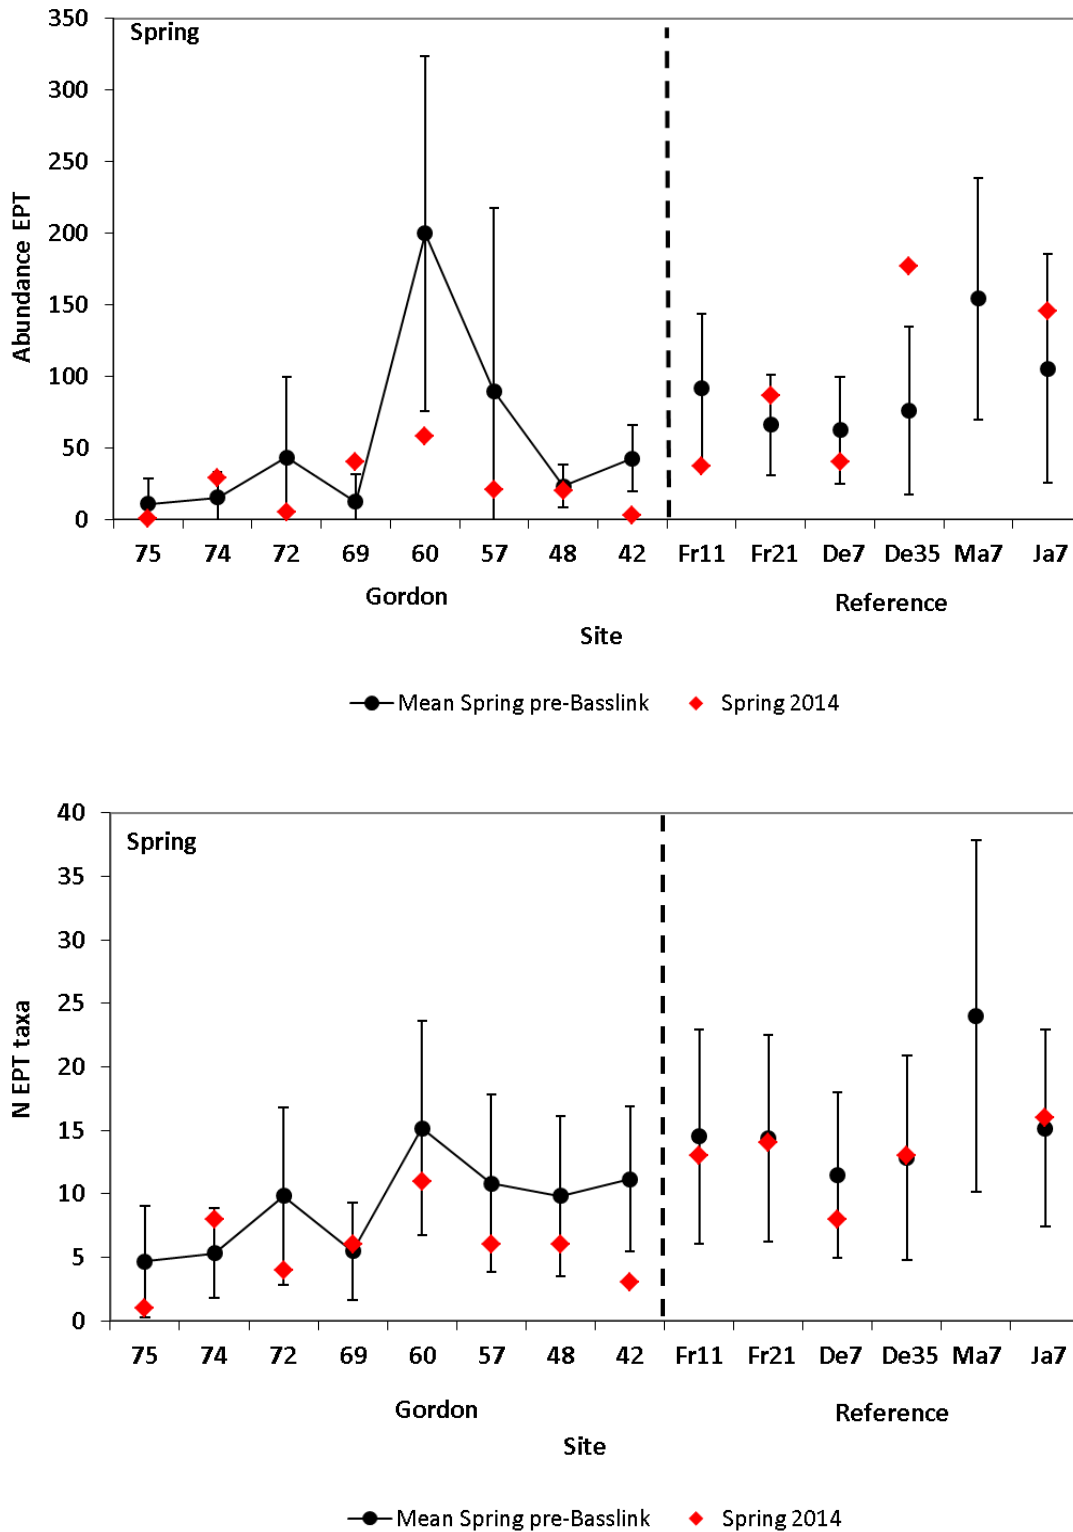 350
Spring
300
250
200
150
100
50
0
Abundance EPT
75 74 72 69 60 57 48 42 Fr11 Fr21 De7 De35 Ma7 Ja7
Gordon Reference
Site
Mean Spring pre-Basslink Spring 2014
40
Spring
35
30
25
20
15
10
5
0
N EPT taxa
75 74 72 69 60 57 48 42 Fr11 Fr21 De7 De35 Ma7 Ja7
Gordon Reference
Site
Mean Spring pre-Basslink Spring 2014